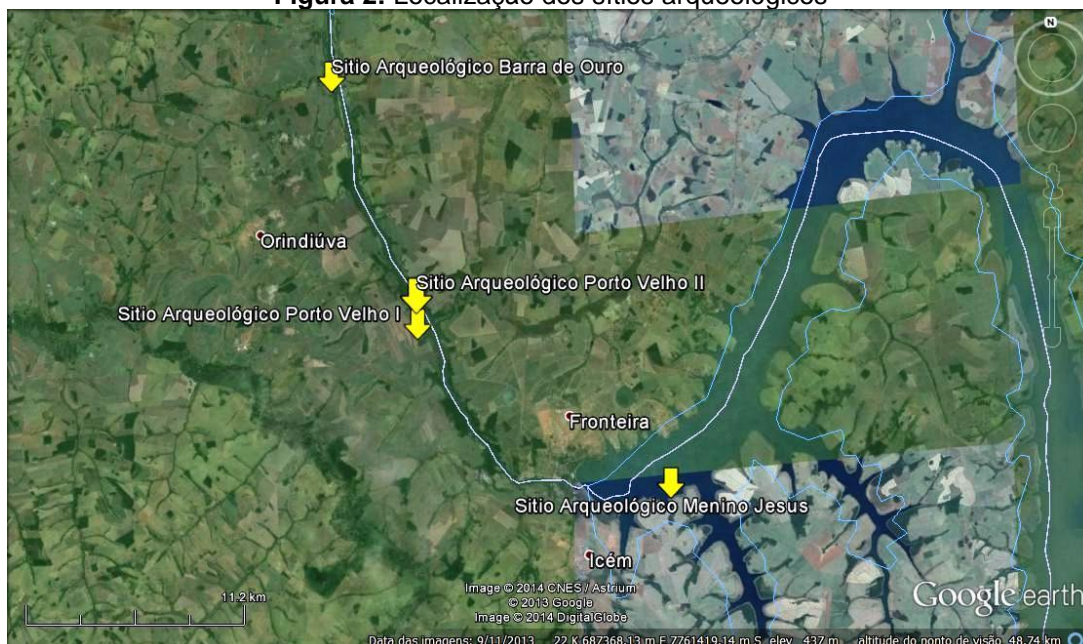 Figura 2: Localização dos sítios arqueológicos
N
Sitio Arqueológico Barra de Ouro
Orindiúva
Sitio Arqueológico Porto Velho II
Sitio Arqueológico Porto Velho I
Fronteira
Sitio Arqueológico Menino Jesus
Icém
Image © 2014 CNES / Astrium
© 2013 Google
Image © 2014 DigitalGlobe
11.2 km
Google earth
Data das imagens: 9/11/2013 22 K 687368.13 m E 7761419.14 m S elev 437 m altitude do ponto de visão 48.74 km